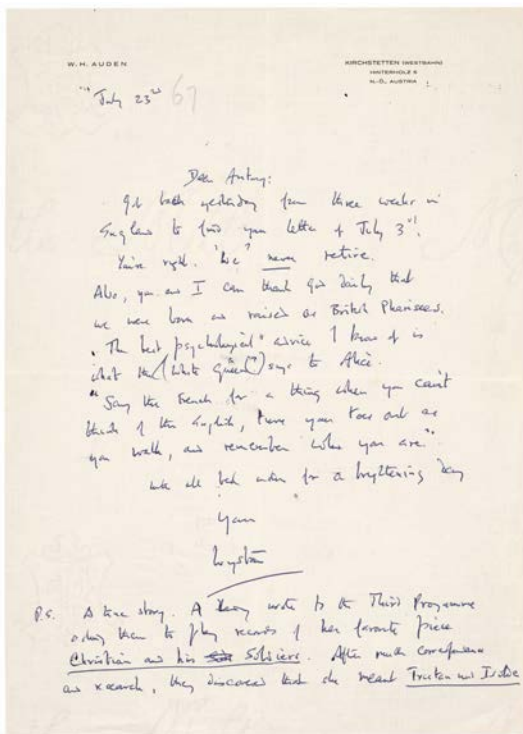 W. H. AUDEN
KIRCHSTETTEN (WESTBAHN)
HINTERHOLZ 6
N.-Ö., AUSTRIA
July 23rd 67
Dear Antony:
Got back yesterday from three weeks in
England to find your letter of July 3rd.
You're right. "We" never retire.
Also, you and I can thank God daily that
we were born and raised as British Pharisees.
The best "psychological" advice I know of is
what the (White Queen?) says to Alice.
"Say the French for a thing when you can't
think of the English, turn your toes out as
you walk, and remember who you are".
with all best wishes for a brightening day
Wystan
P.S. A true story. A lady wrote to the Third Programme
asking them to play records of her favorite piece
Christian and his Soldiers. After much correspondence
and research, they discovered that she meant Tristan und Isolde